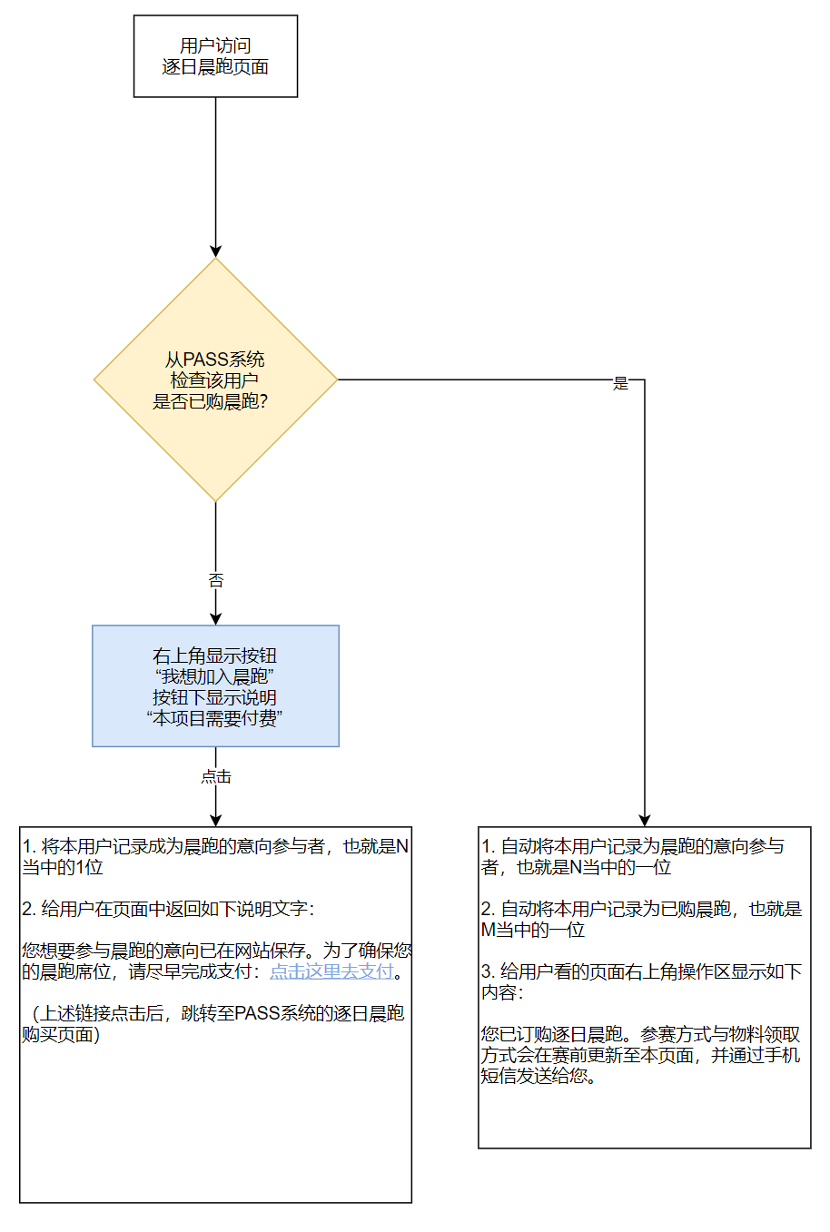 用户访问
逐日晨跑页面
从PASS系统
检查该用户
是否已购晨跑？
是
否
右上角显示按钮
“我想加入晨跑”
按钮下显示说明
“本项目需要付费”
点击
1. 将本用户记录成为晨跑的意向参与者，也就是N
当中的1位
2. 给用户在页面中返回如下说明文字：
您想要参与晨跑的意向已在网站保存。为了确保您
的晨跑席位，请尽早完成支付：点击这里去支付。
（上述链接点击后，跳转至PASS系统的逐日晨跑
购买页面）
1. 自动将本用户记录为晨跑的意向参与
者，也就是N当中的一位
2. 自动将本用户记录为已购晨跑，也就是
M当中的一位
3. 给用户看的页面右上角操作区显示如下
内容：
您已订购逐日晨跑。参赛方式与物料领取
方式会在赛前更新至本页面，并通过手机
短信发送给您。